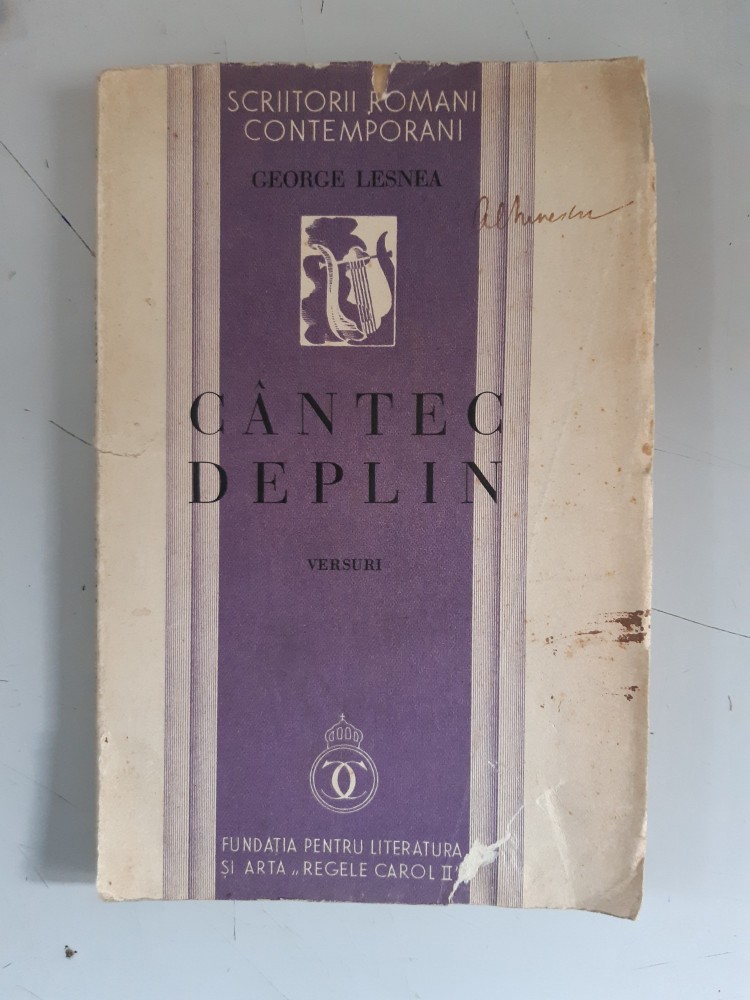 SCRIITORII ROMANI
CONTEMPORANI
GEORGE LESNEA
CÂNTEC
DEPLIN
VERSURI
FUNDAȚIA PENTRU LITERATURA
ȘI ARTA „REGELE CAROL II"